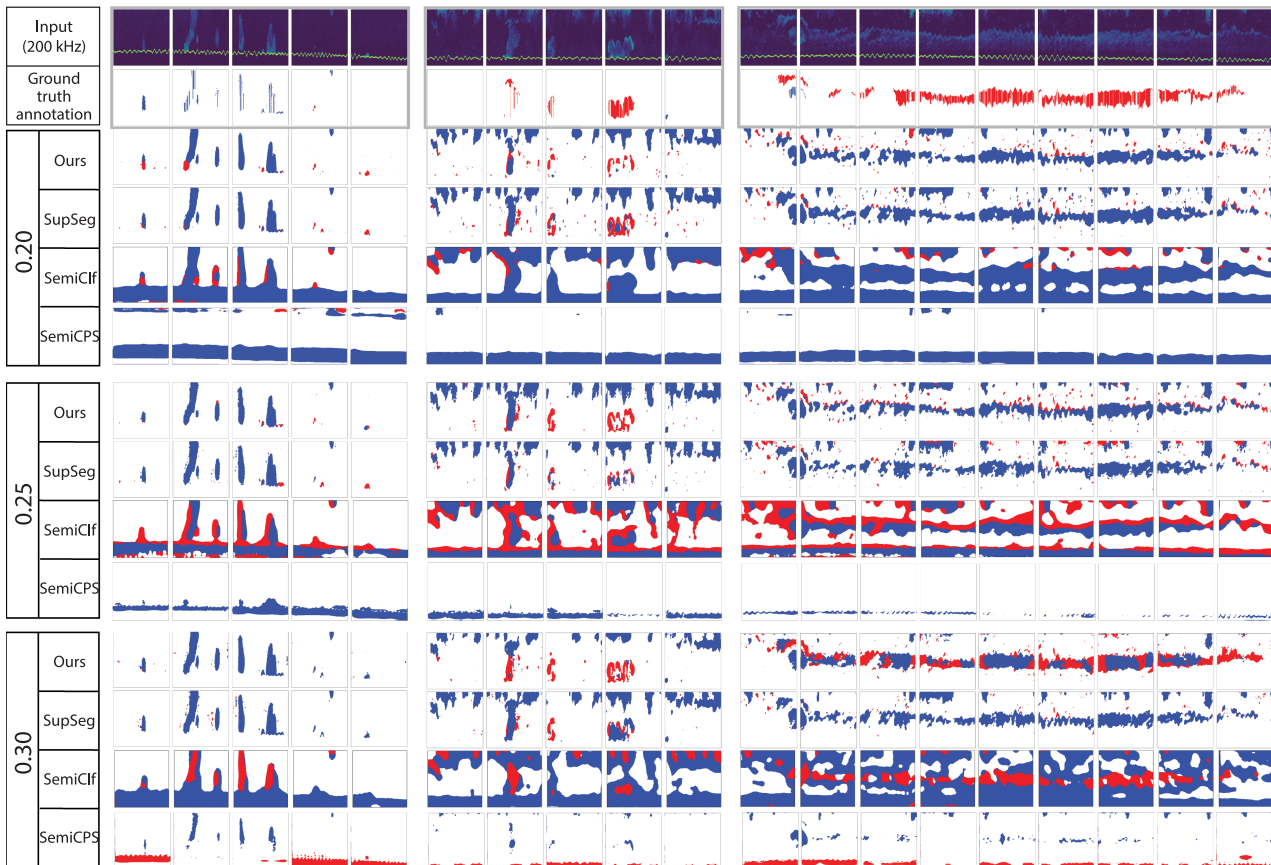 Input
(200 kHz)
Ground
truth
annotation
0.20
Ours
SupSeg
SemiClf
SemiCPS
0.25
Ours
SupSeg
SemiClf
SemiCPS
0.30
Ours
SupSeg
SemiClf
SemiCPS